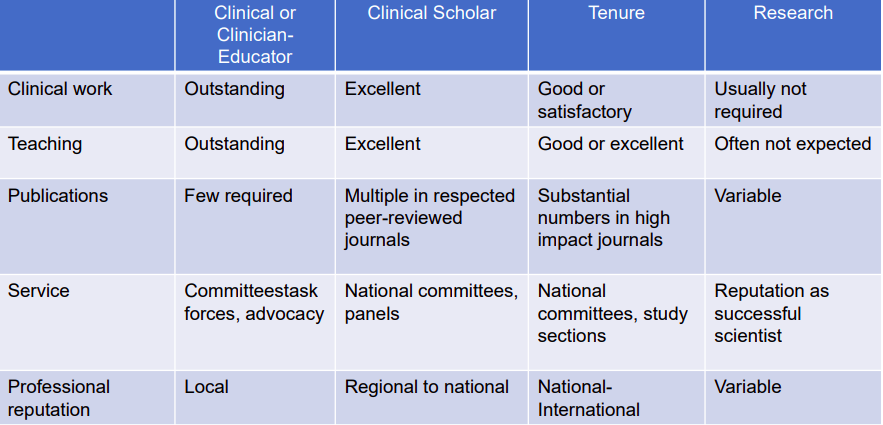 Clinical or
Clinician-
Educator
Clinical Scholar
Tenure
Research
Clinical work
Outstanding
Excellent
Good or
satisfactory
Usually not
required
Teaching
Outstanding
Excellent
Good or excellent
Often not expected
Publications
Few required
Multiple in respected
peer-reviewed
journals
Substantial
numbers in high
impact journals
Variable
Service
Committeestask
forces, advocacy
National committees,
panels
National
committees, study
sections
Reputation as
successful
scientist
Professional
reputation
Local
Regional to national
National-
International
Variable